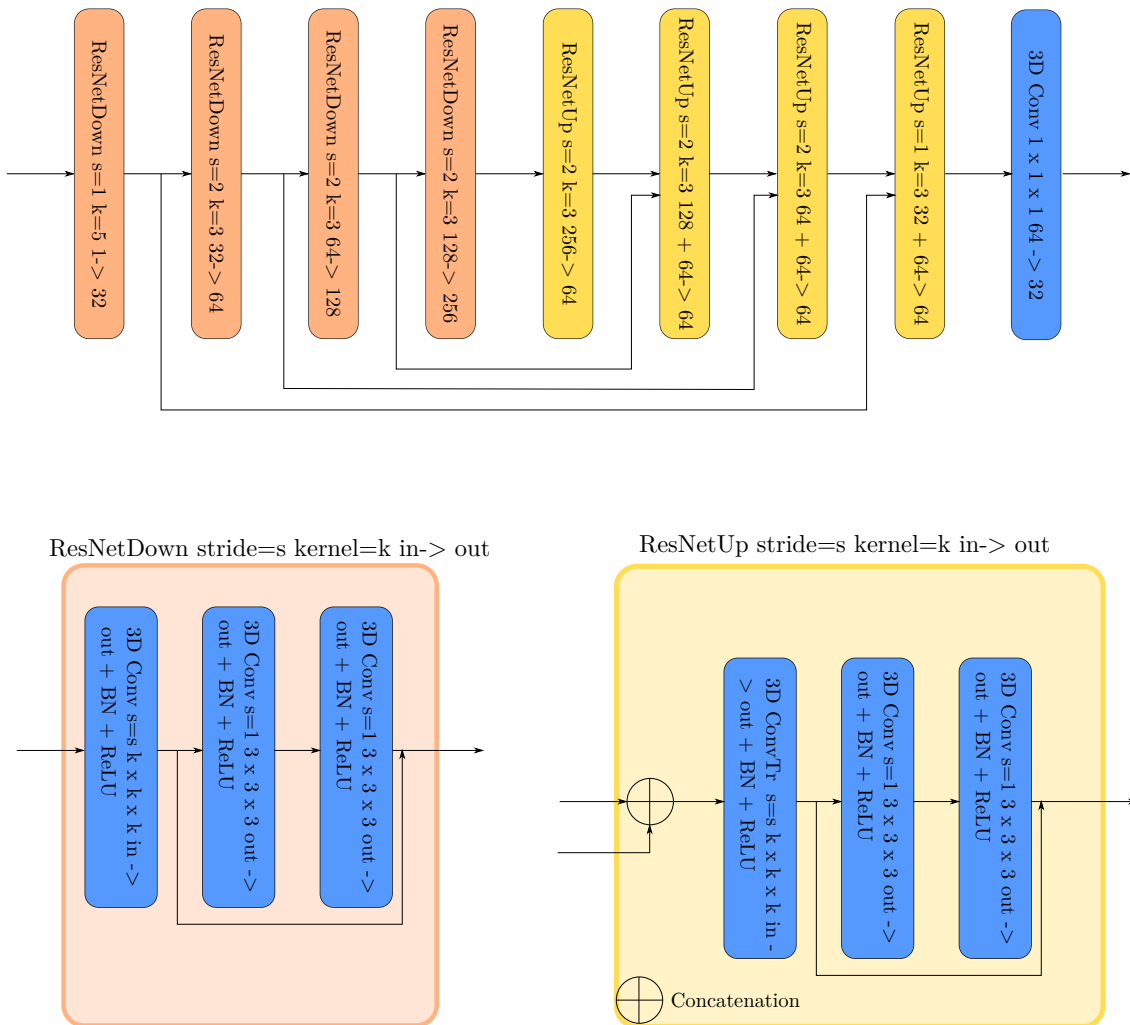 ResNetDown s=1 k=5 1-> 32
ResNetDown s=2 k=3 32-> 64
ResNetDown s=2 k=3 64-> 128
ResNetDown s=2 k=3 128-> 256
ResNetUp s=2 k=3 256-> 64
ResNetUp s=2 k=3 128 + 64-> 64
ResNetUp s=2 k=3 64 + 64-> 64
ResNetUp s=1 k=3 32 + 64-> 64
3D Conv 1 x 1 x 1 64 -> 32
ResNetDown stride=s kernel=k in-> out
3D Conv s=s k x k x k in ->
out + BN + ReLU
3D Conv s=1 3 x 3 x 3 out ->
out + BN + ReLU
3D Conv s=1 3 x 3 x 3 out ->
out + BN + ReLU
ResNetUp stride=s kernel=k in-> out
3D ConvTr s=s k x k x k in -
> out + BN + ReLU
3D Conv s=1 3 x 3 x 3 out ->
out + BN + ReLU
3D Conv s=1 3 x 3 x 3 out ->
out + BN + ReLU
Concatenation